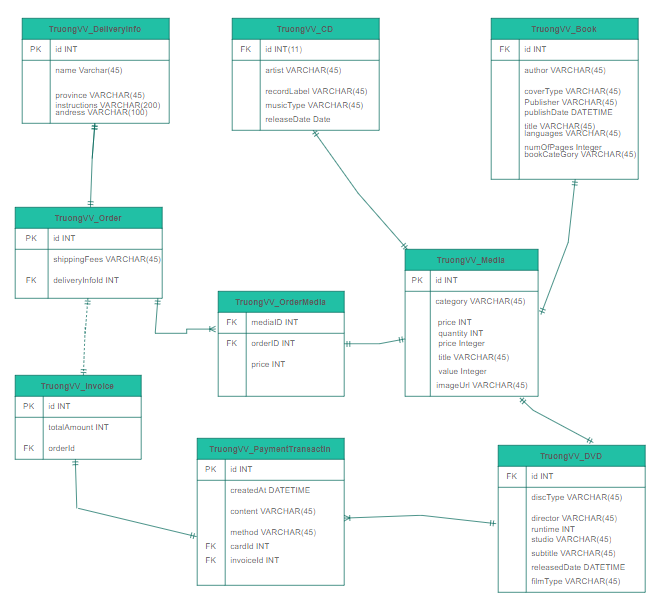 TruongVV_DeliveryInfo
PK id INT
name Varchar(45)
province VARCHAR(45)
instructions VARCHAR(200)
andress VARCHAR(100)
TruongVV_CD
FK id INT(11)
artist VARCHAR(45)
recordLabel VARCHAR(45)
musicType VARCHAR(45)
releaseDate Date
TruongVV_Book
FK id INT
author VARCHAR(45)
coverType VARCHAR(45)
Publisher VARCHAR(45)
publishDate DATETIME
title VARCHAR(45)
languages VARCHAR(45)
numOfPages Integer
bookCateGory VARCHAR(45)
TruongVV_Order
PK id INT
shippingFees VARCHAR(45)
FK deliveryInfoId INT
TruongVV_OrderMedia
FK mediaID INT
FK orderID INT
price INT
TruongVV_Media
PK id INT
category VARCHAR(45)
price INT
quantity INT
price Integer
title VARCHAR(45)
value Integer
imageUrl VARCHAR(45)
TruongVV_Invoice
PK id INT
totalAmount INT
FK orderId
TruongVV_PaymentTransactin
PK id INT
createdAt DATETIME
content VARCHAR(45)
method VARCHAR(45)
FK cardId INT
FK invoiceId INT
TruongVV_DVD
FK id INT
discType VARCHAR(45)
director VARCHAR(45)
runtime INT
studio VARCHAR(45)
subtitle VARCHAR(45)
releasedDate DATETIME
filmType VARCHAR(45)